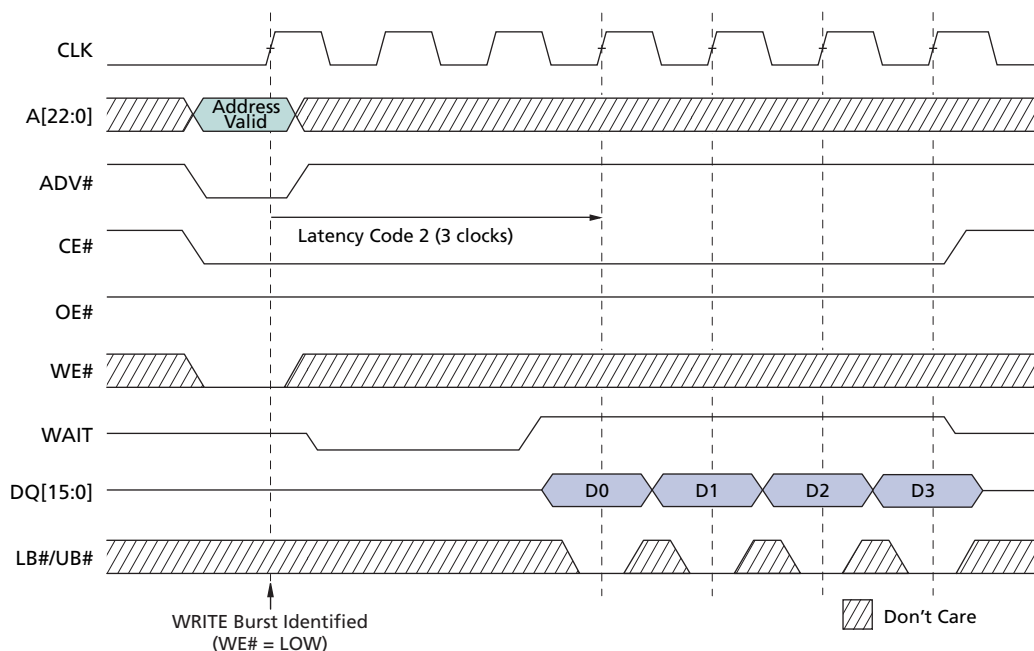 CLK
A[22:0]
Address
Valid
ADV#
Latency Code 2 (3 clocks)
CE#
OE#
WE#
WAIT
DQ[15:0]
D0 D1 D2 D3
LB#/UB#
WRITE Burst Identified
(WE# = LOW)
Don't Care